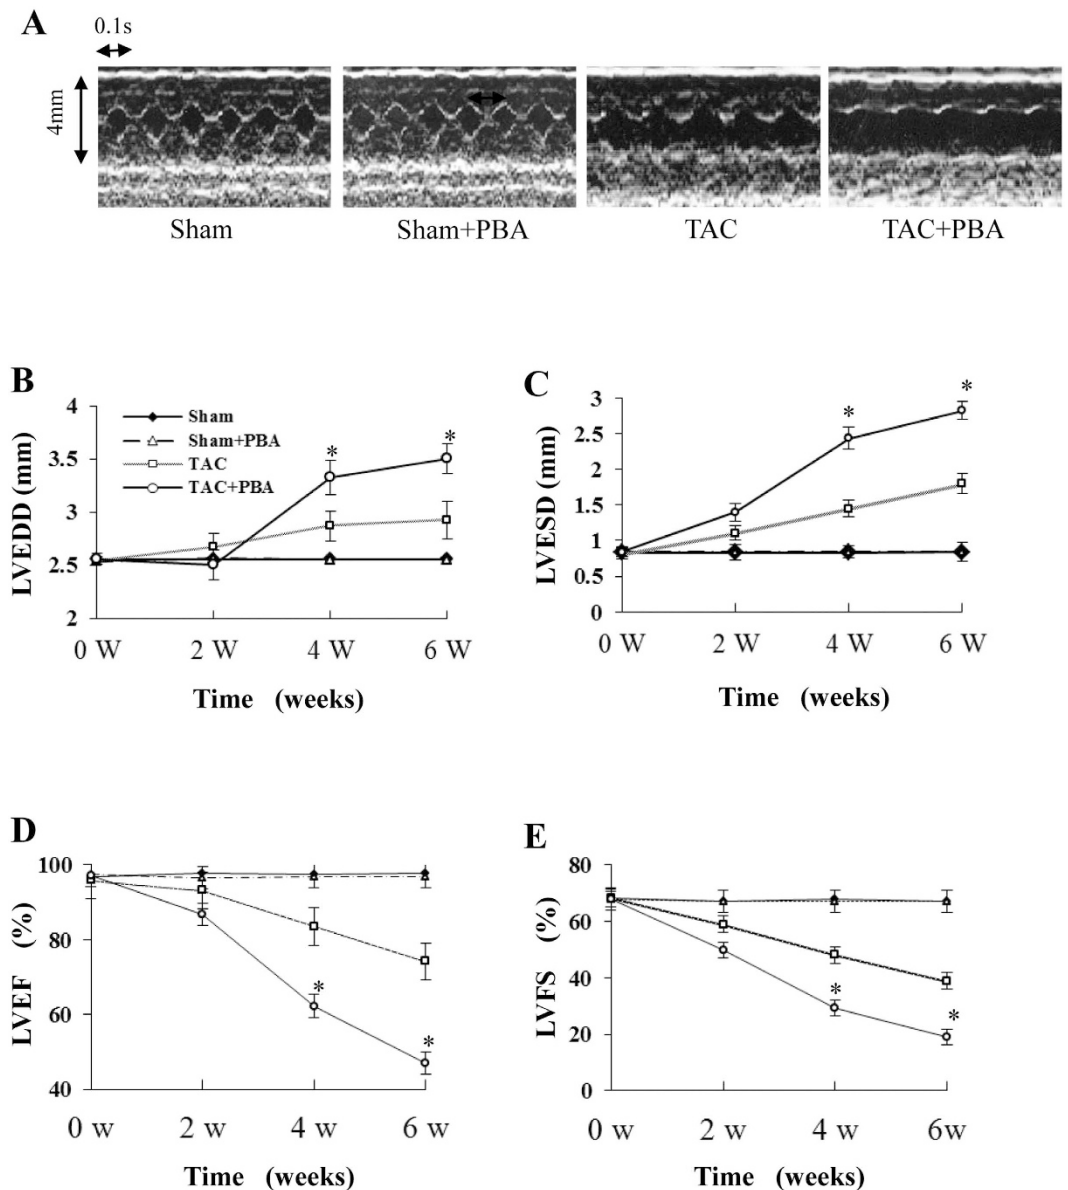 A
0.1s
4mm
Sham
Sham+PBA
TAC
TAC+PBA
B
LVEDD (mm)
4
3.5
3
2.5
2
Sham
Sham+PBA
TAC
TAC+PBA
*
*
0 W
2 W
4 W
6 W
Time (weeks)
C
LVESD (mm)
3
2.5
2
1.5
1
0.5
0
*
*
0 W
2 W
4 W
6 W
Time (weeks)
D
LVEF (%)
100
80
60
40
*
*
0 w
2 w
4 w
6 w
Time (weeks)
E
LVFS (%)
80
60
40
20
0
*
*
0 w
2 w
4 w
6w
Time (weeks)